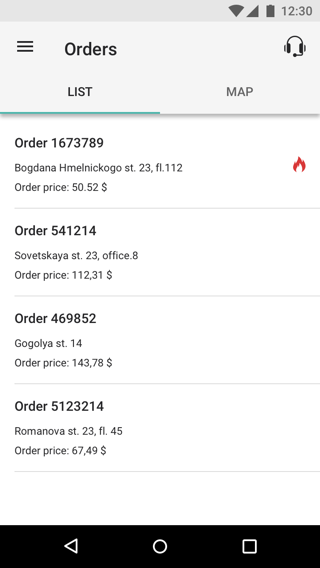 12:30
Orders
LIST
MAP
Order 1673789
Bogdana Hmelnickogo st. 23, fl.112
Order price: 50.52 $
Order 541214
Sovetskaya st. 23, office.8
Order price: 112,31 $
Order 469852
Gogolya st. 14
Order price: 143,78 $
Order 5123214
Romanova st. 23, fl. 45
Order price: 67,49 $